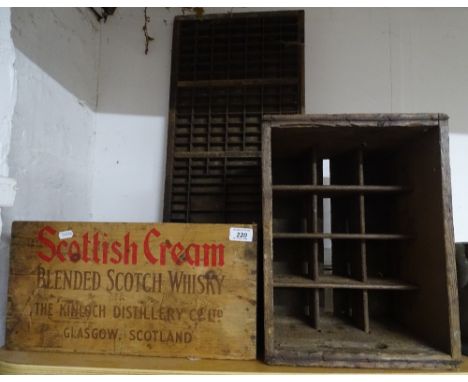 Scottish Cream
BLENDED SCOTCH WHISKY
THE KINLOCH DISTILLERY Co LTD
GLASGOW, SCOTLAND
220